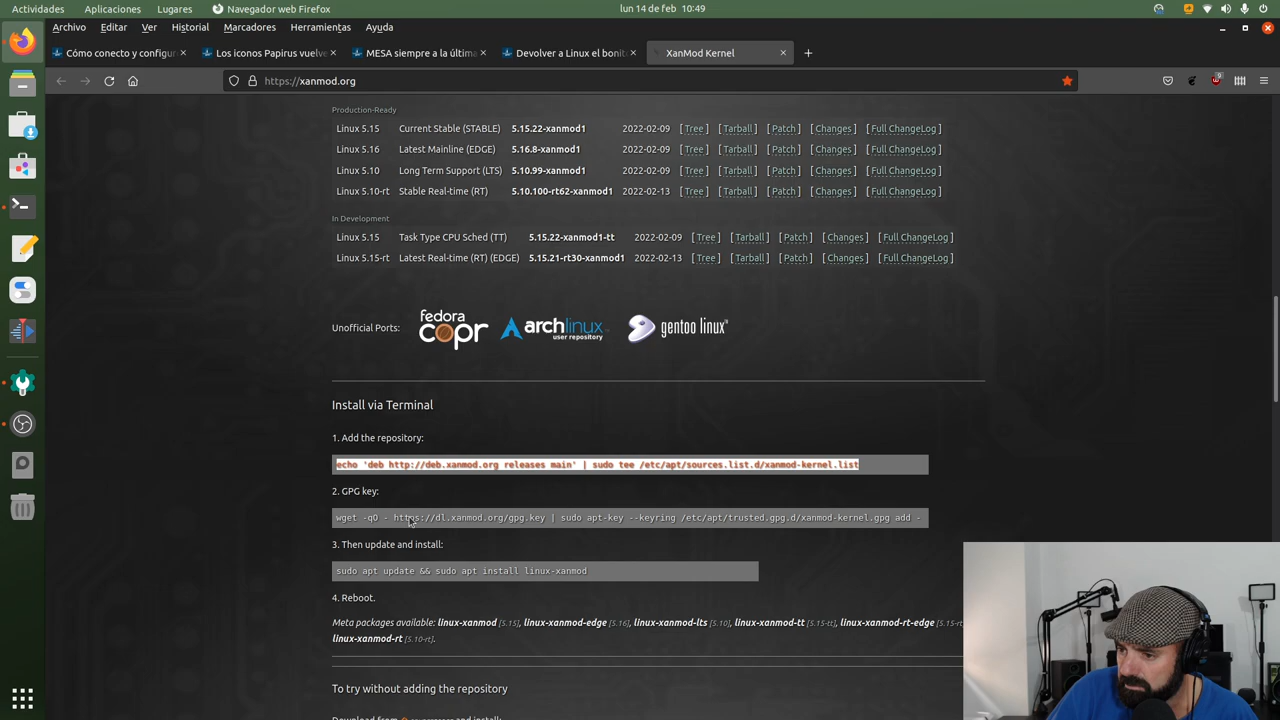 Actividades Aplicaciones Lugares Navegador web Firefox lun 14 de feb 10:49
Archivo Editar Ver Historial Marcadores Herramientas Ayuda
Cómo conecto y configur Los iconos Papirus vuelve MESA siempre a la última Devolver a Linux el bonit XanMod Kernel
https://xanmod.org 9
Production-Ready
Linux 5.15 Current Stable (STABLE) 5.15.22-xanmod1 2022-02-09 [Tree] [Tarball] [Patch] [Changes] [Full ChangeLog]
Linux 5.16 Latest Mainline (EDGE) 5.16.8-xanmod1 2022-02-09 [Tree] [Tarball] [Patch] [Changes] [Full ChangeLog]
Linux 5.10 Long Term Support (LTS) 5.10.99-xanmod1 2022-02-09 [Tree] [Tarball] [Patch] [Changes] [Full ChangeLog]
Linux 5.10-rt Stable Real-time (RT) 5.10.100-rt62-xanmod1 2022-02-13 [Tree] [Tarball] [Patch] [Changes] [Full ChangeLog]
In Development
Linux 5.15 Task Type CPU Sched (TT) 5.15.22-xanmod1-tt 2022-02-09 [Tree] [Tarball] [Patch] [Changes] [Full ChangeLog]
Linux 5.15-rt Latest Real-time (RT) (EDGE) 5.15.21-rt30-xanmod1 2022-02-13 [Tree] [Tarball] [Patch] [Changes] [Full ChangeLog]
Unofficial Ports: fedora copr archlinux user repository gentoo linux
Install via Terminal
1. Add the repository:
echo 'deb http://deb.xanmod.org releases main' | sudo tee /etc/apt/sources.list.d/xanmod-kernel.list
2. GPG key:
wget -qO - https://dl.xanmod.org/gpg.key | sudo apt-key --keyring /etc/apt/trusted.gpg.d/xanmod-kernel.gpg add -
3. Then update and install:
sudo apt update && sudo apt install linux-xanmod
4. Reboot.
Meta packages available: linux-xanmod [5.15], linux-xanmod-edge [5.16], linux-xanmod-lts [5.10], linux-xanmod-tt [5.15-tt], linux-xanmod-rt-edge [5.15-rt
linux-xanmod-rt [5.10-rt].
To try without adding the repository
Download from and install: